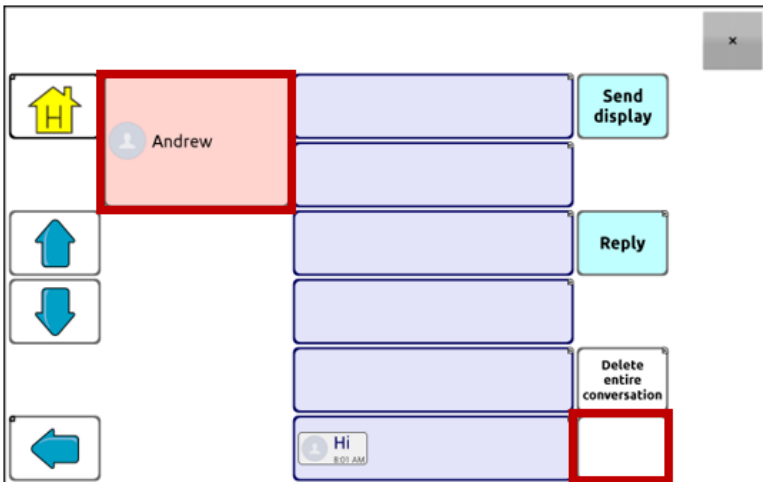 ×
Send
display
H
Andrew
Reply
Delete
entire
conversation
Hi
8:01 AM